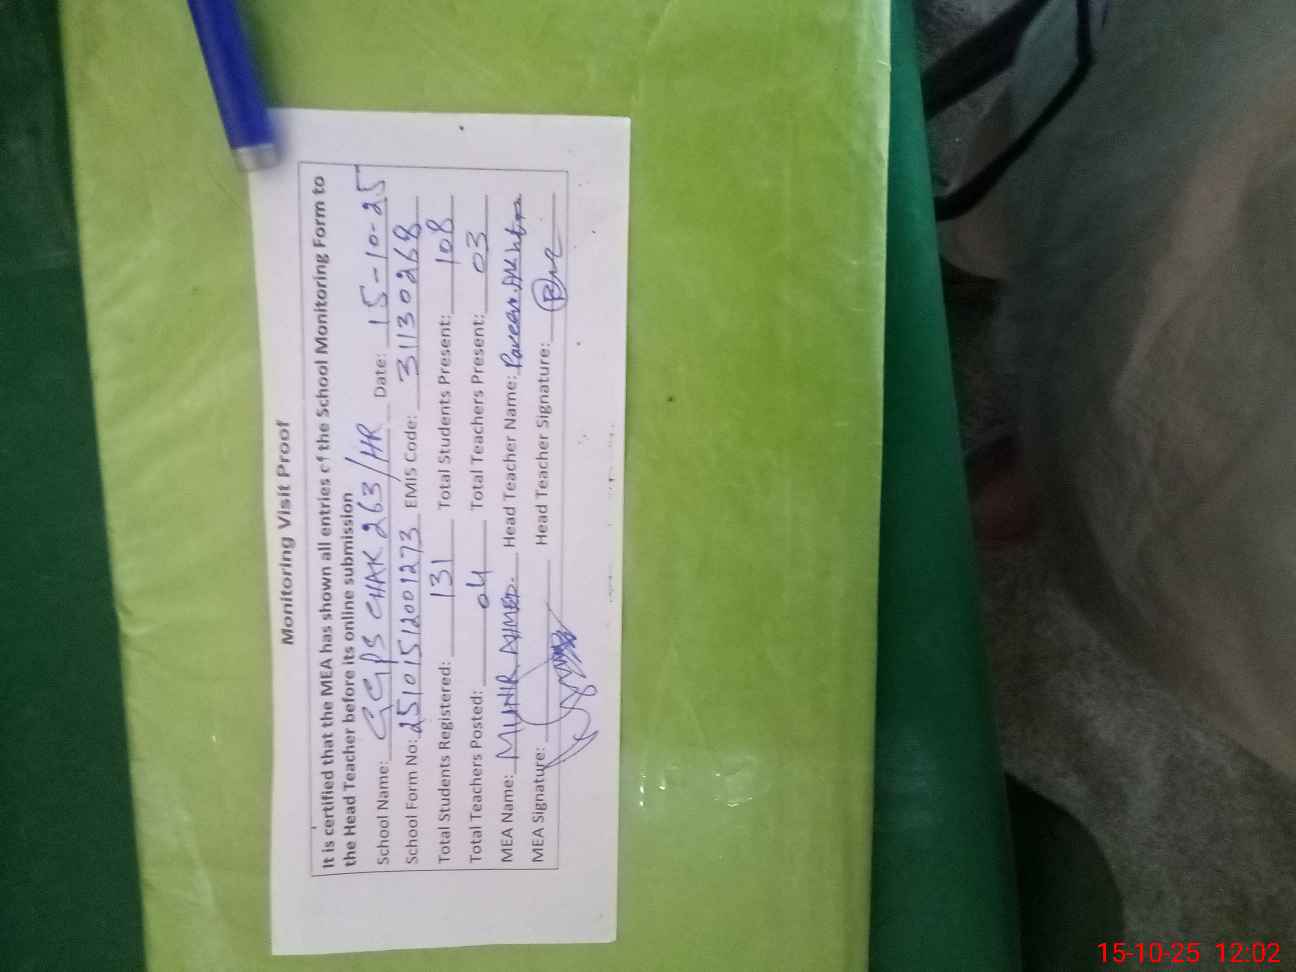 Monitoring Visit Proof
It is certified that the MEA has shown all entries of the School Monitoring Form to
the Head Teacher before its online submission
School Name: GGPS CHAK 263/HR Date: 15-10-25
School Form No: 25101512001273 EMIS Code: 31130268
Total Students Registered: 131 Total Students Present: 108
Total Teachers Posted: 04 Total Teachers Present: 03
MEA Name: MUNIR AHMED. Head Teacher Name: Parveen Akhtar
MEA Signature: Head Teacher Signature:
15-10-25 12:02